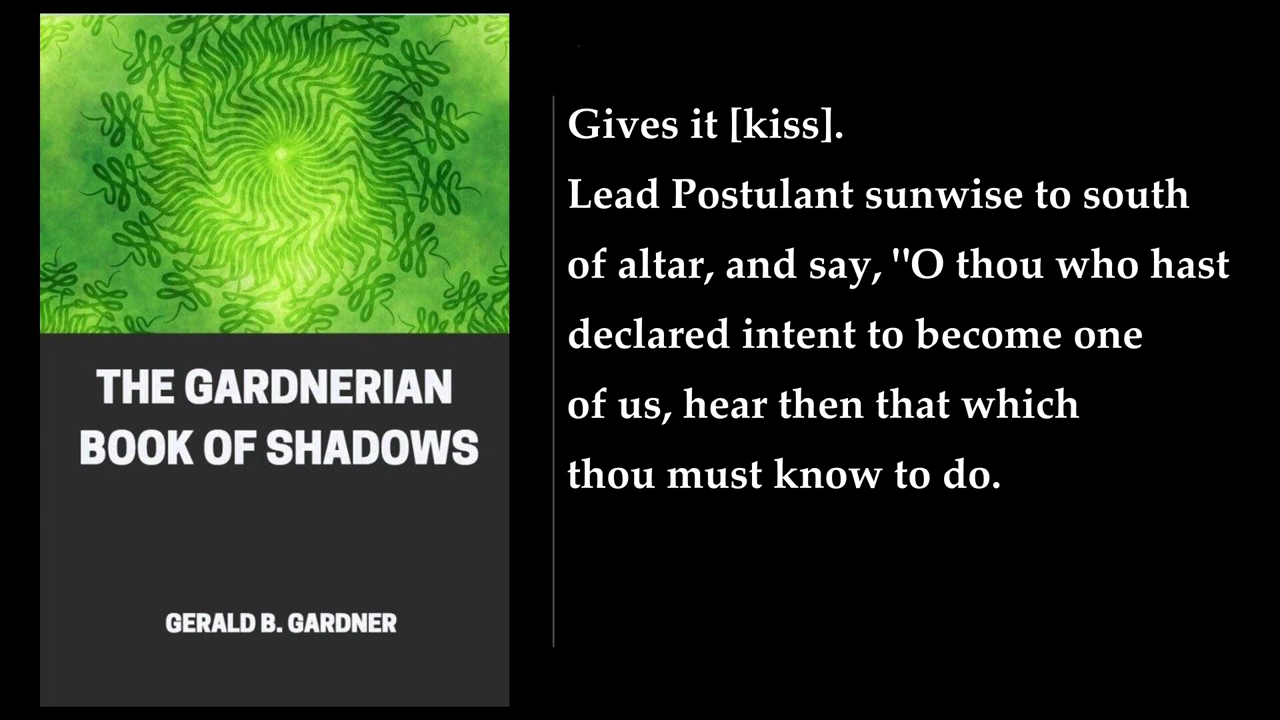 THE GARDNERIAN
BOOK OF SHADOWS
GERALD B. GARDNER
Gives it [kiss].
Lead Postulant sunwise to south
of altar, and say, "O thou who hast
declared intent to become one
of us, hear then that which
thou must know to do.